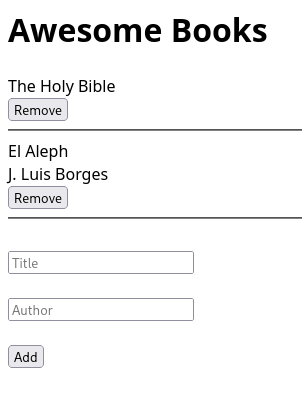 Awesome Books
The Holy Bible
Remove
El Aleph
J. Luis Borges
Remove
Title
Author
Add